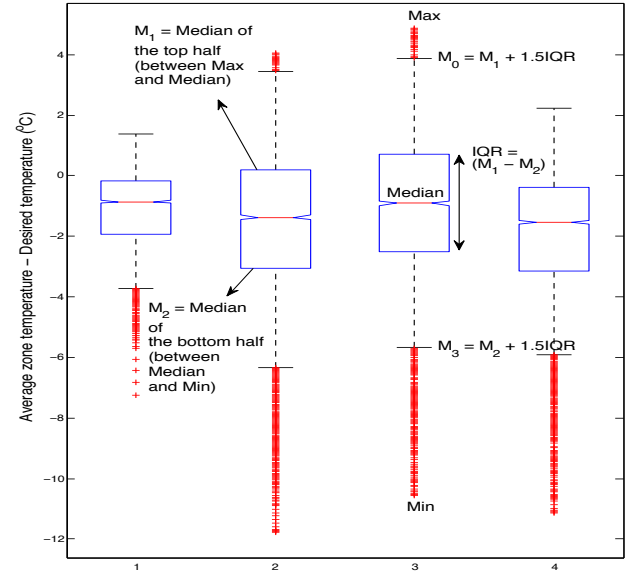 Max
M1 = Median of
the top half
(between Max
and Median)
M0 = M1 + 1.5IQR
IQR =
(M1 − M2)
Median
M2 = Median
of
the bottom half
(between
Median
and Min)
M3 = M2 + 1.5IQR
Min
Average zone temperature − Desired temperature (0C)
4
2
0
−2
−4
−6
−8
−10
−12
1 2 3 4